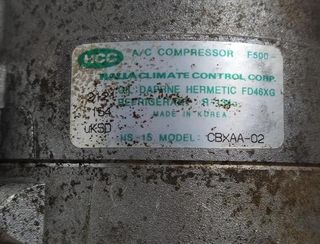 HCC A/C COMPRESSOR F500-
HALLA CLIMATE CONTROL CORP.
OIL DAPHNE HERMETIC FD46XG
REFRIGERANT
MADE IN KOREA
UKSD
HS-15 MODEL: CBXAA-02